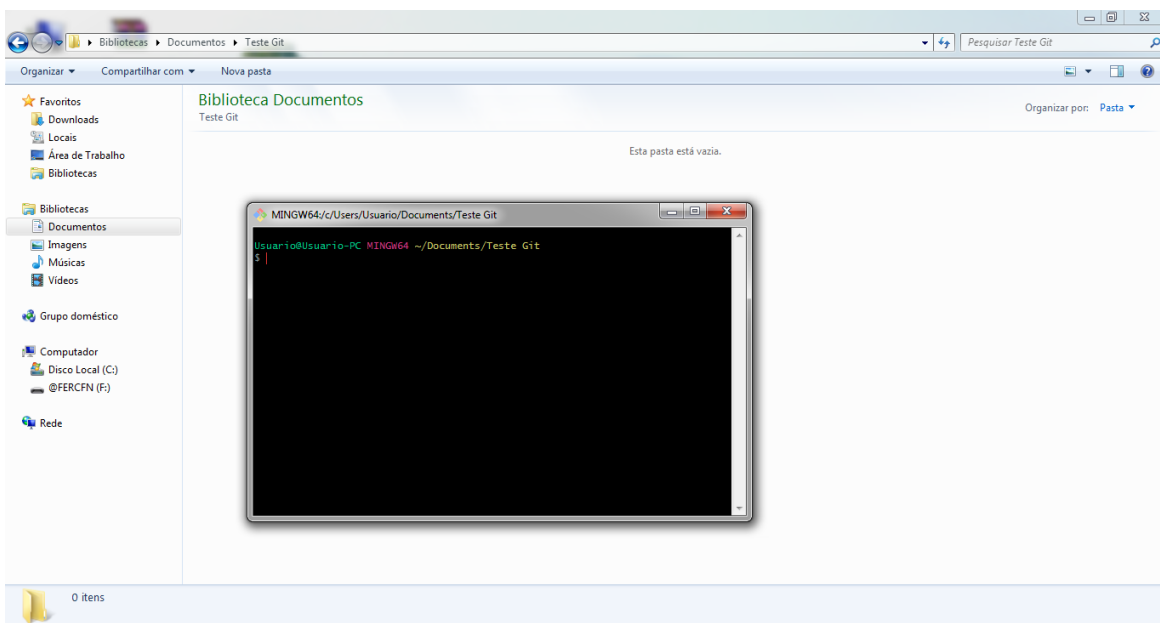 Bibliotecas Documentos Teste Git
Pesquisar Teste Git
Organizar Compartilhar com Nova pasta
Favoritos
Downloads
Locais
Área de Trabalho
Bibliotecas
Bibliotecas
Documentos
Imagens
Músicas
Vídeos
Grupo doméstico
Computador
Disco Local (C:)
@FERCFN (F:)
Rede
Biblioteca Documentos
Teste Git
Organizar por: Pasta
Esta pasta está vazia.
MINGW64:/c/Users/Usuario/Documents/Teste Git
Usuario@Usuario-PC MINGW64 ~/Documents/Teste Git
$
0 itens